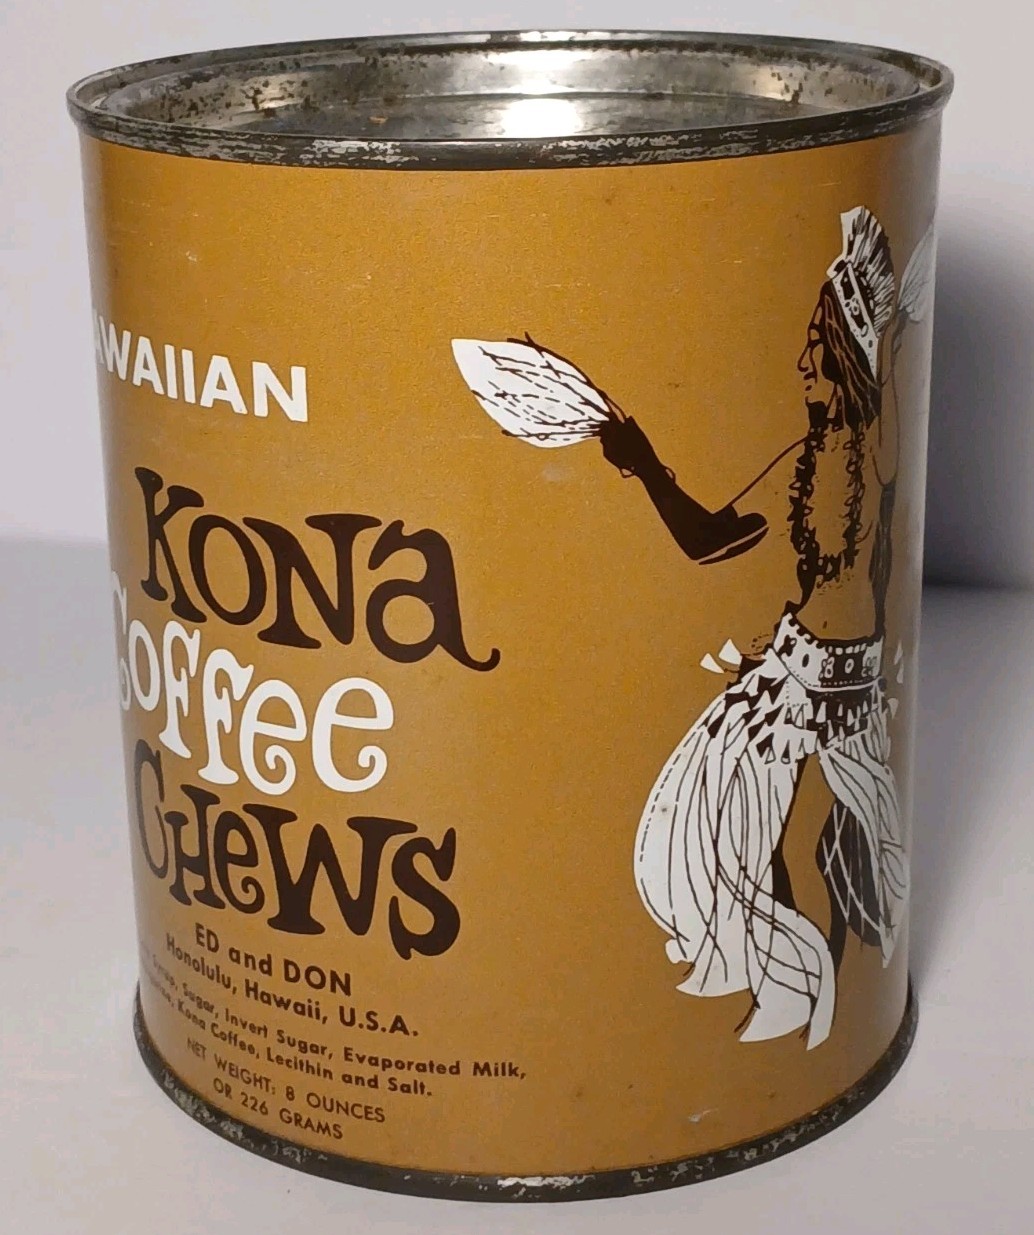 AWAIIAN
KONa
COFFee
CHeWS
ED and DON
Honolulu, Hawaii, U.S.A.
Syrup, Sugar, Invert Sugar, Evaporated Milk,
Kona Coffee, Lecithin and Salt.
NET WEIGHT: 8 OUNCES
OR 226 GRAMS